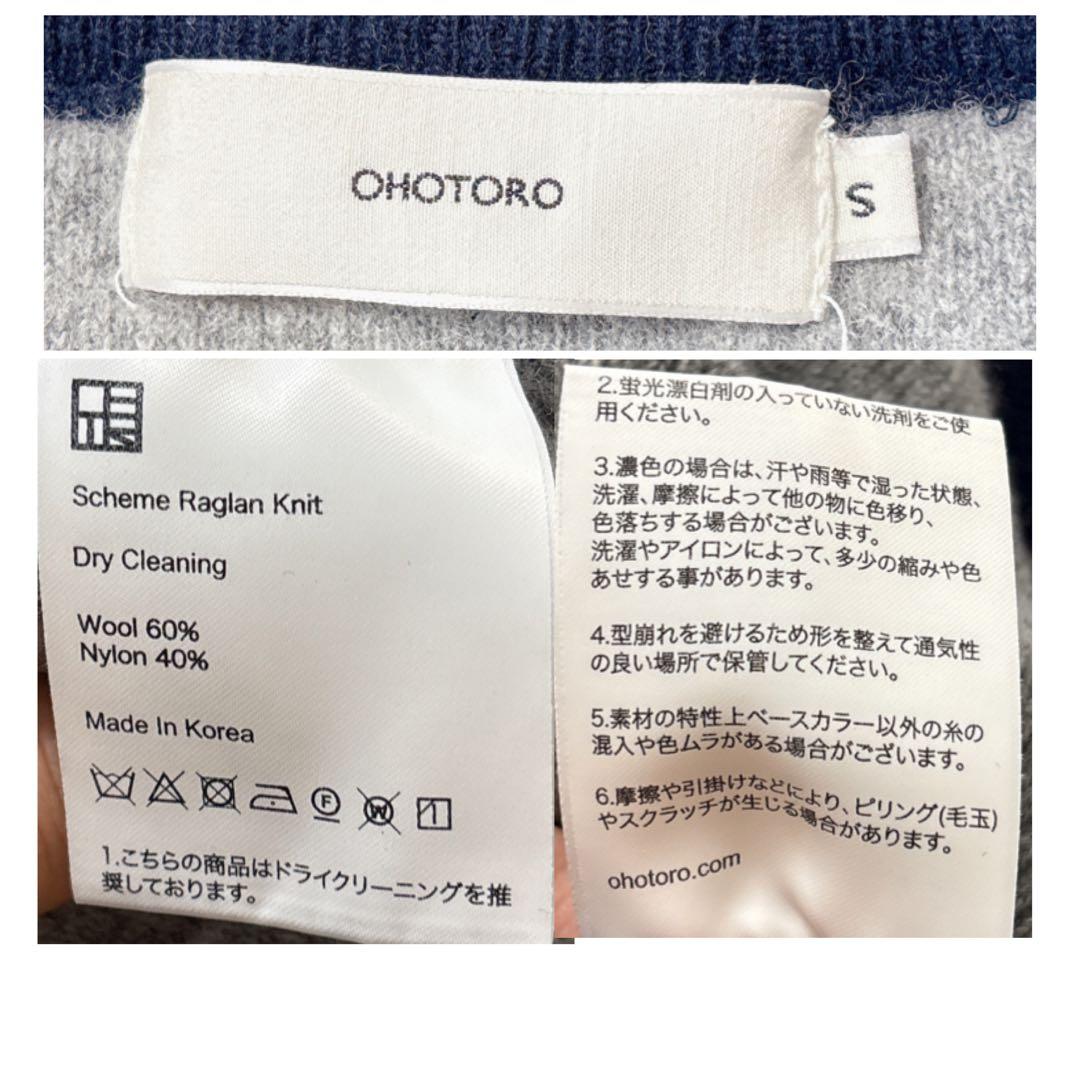 OHOTORO
S
Scheme Raglan Knit
Dry Cleaning
Wool 60%
Nylon 40%
Made In Korea
F
W
1.こちらの商品はドライクリーニングを推
奨しております。
2.蛍光漂白剤の入っていない洗剤をご使
用ください。
3.濃色の場合は、汗や雨等で湿った状態、
洗濯、摩擦によって他の物に色移り、
色落ちする場合がございます。
洗濯やアイロンによって、多少の縮みや色
あせする事があります。
4.型崩れを避けるため形を整えて通気性
の良い場所で保管してください。
5.素材の特性上ベースカラー以外の糸の
混入や色ムラがある場合がございます。
6.摩擦や引掛けなどにより、ピリング(毛玉)
やスクラッチが生じる場合があります。
ohotoro.com